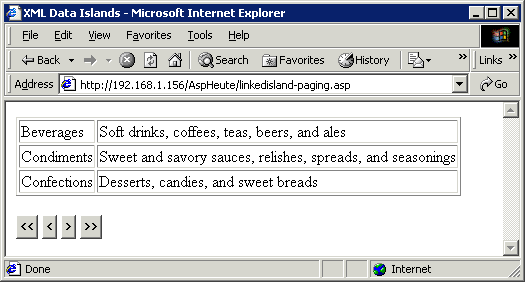 XML Data Islands - Microsoft Internet Explorer
File Edit View Favorites Tools Help
Back Search Favorites History » Links »
Address http://192.168.1.156/AspHeute/linkedisland-paging.asp Go
Beverages Soft drinks, coffees, teas, beers, and ales
Condiments Sweet and savory sauces, relishes, spreads, and seasonings
Confections Desserts, candies, and sweet breads
<< < > >>
Done Internet